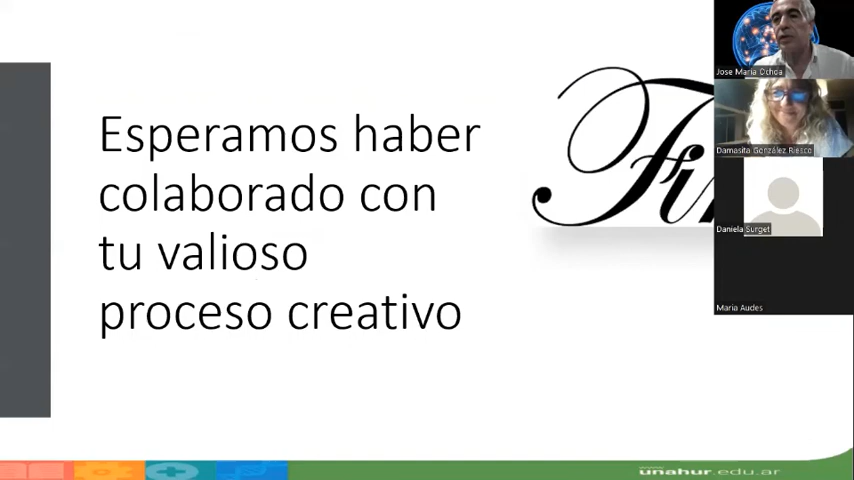 Esperamos haber
colaborado con
tu valioso
proceso creativo
Jose Maria Ochoa
Damasita González Riesco
Daniela Surget
Maria Audes
www.
unahur.edu.ar